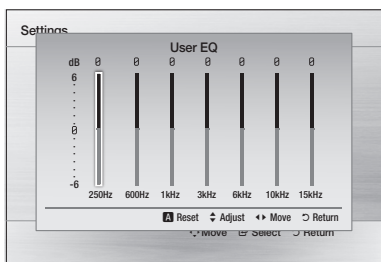 Settings
User EQ
dB 0 0 0 0 0 0 0
6
0
-6
250Hz 600Hz 1kHz 3kHz 6kHz 10kHz 15kHz
A Reset Adjust Move Return
Move Select Return